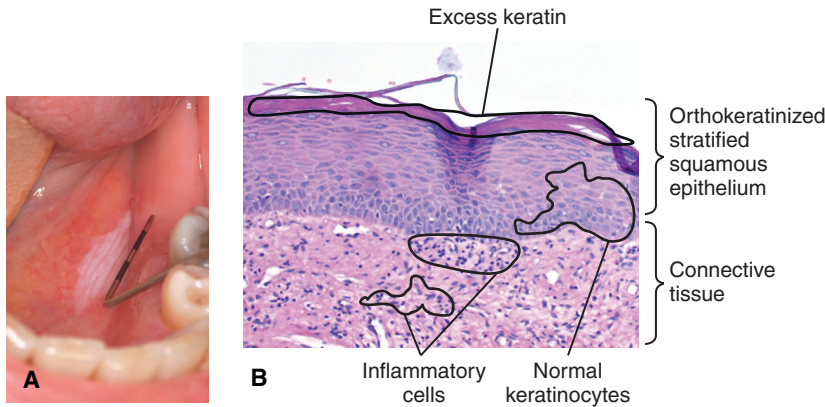 Excess keratin
Orthokeratinized
stratified
squamous
epithelium
Connective
tissue
A
B
Inflammatory
cells
Normal
keratinocytes